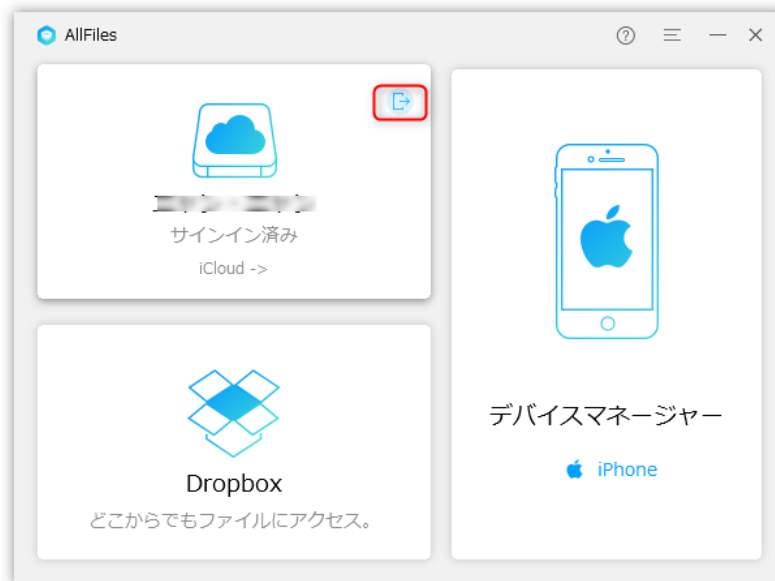 AllFiles
サインイン済み
iCloud ->
Dropbox
どこからでもファイルにアクセス。
デバイスマネージャー
iPhone